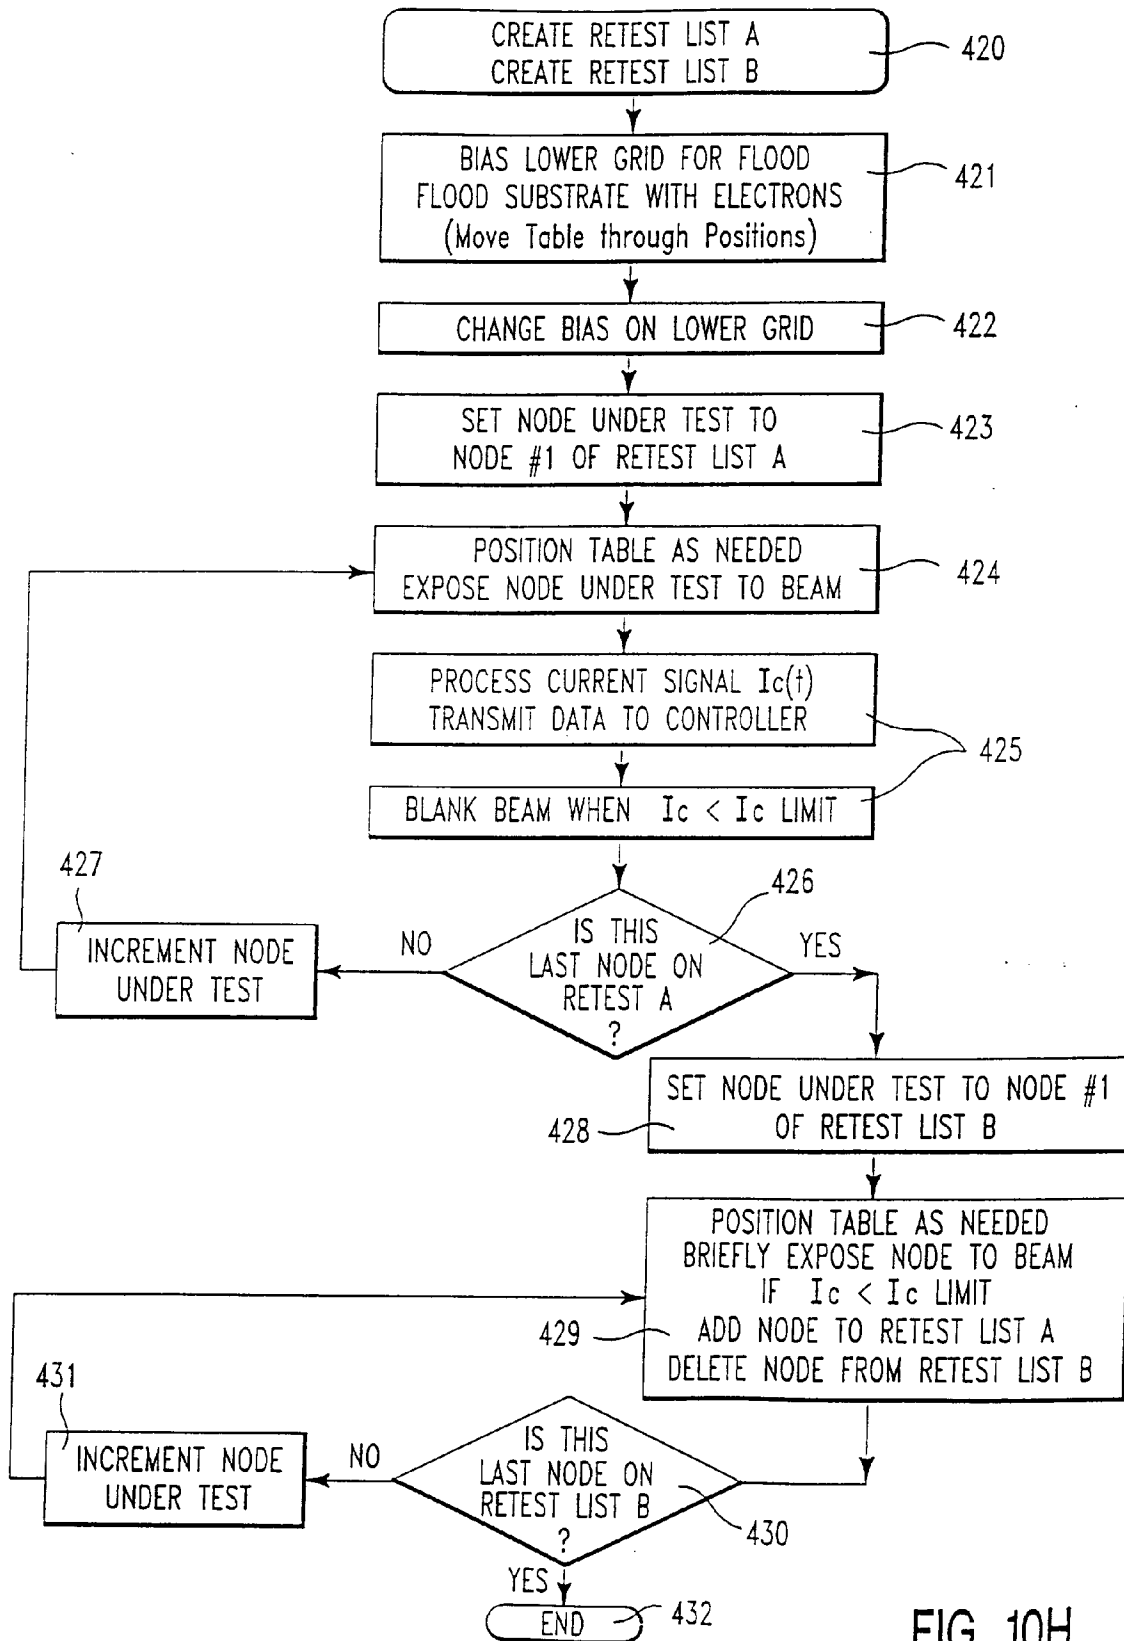 CREATE RETEST LIST A
CREATE RETEST LIST B
420
BIAS LOWER GRID FOR FLOOD
FLOOD SUBSTRATE WITH ELECTRONS
(Move Table through Positions)
421
CHANGE BIAS ON LOWER GRID
422
SET NODE UNDER TEST TO
NODE #1 OF RETEST LIST A
423
POSITION TABLE AS NEEDED
EXPOSE NODE UNDER TEST TO BEAM
424
PROCESS CURRENT SIGNAL Ic(t)
TRANSMIT DATA TO CONTROLLER
425
BLANK BEAM WHEN Ic < Ic LIMIT
427
426
IS THIS
LAST NODE ON
RETEST A
?
NO
YES
INCREMENT NODE
UNDER TEST
SET NODE UNDER TEST TO NODE #1
OF RETEST LIST B
428
POSITION TABLE AS NEEDED
BRIEFLY EXPOSE NODE TO BEAM
IF Ic < Ic LIMIT
ADD NODE TO RETEST LIST A
DELETE NODE FROM RETEST LIST B
429
431
IS THIS
LAST NODE ON
RETEST LIST B
?
NO
INCREMENT NODE
UNDER TEST
430
YES
END
432
FIG. 10H